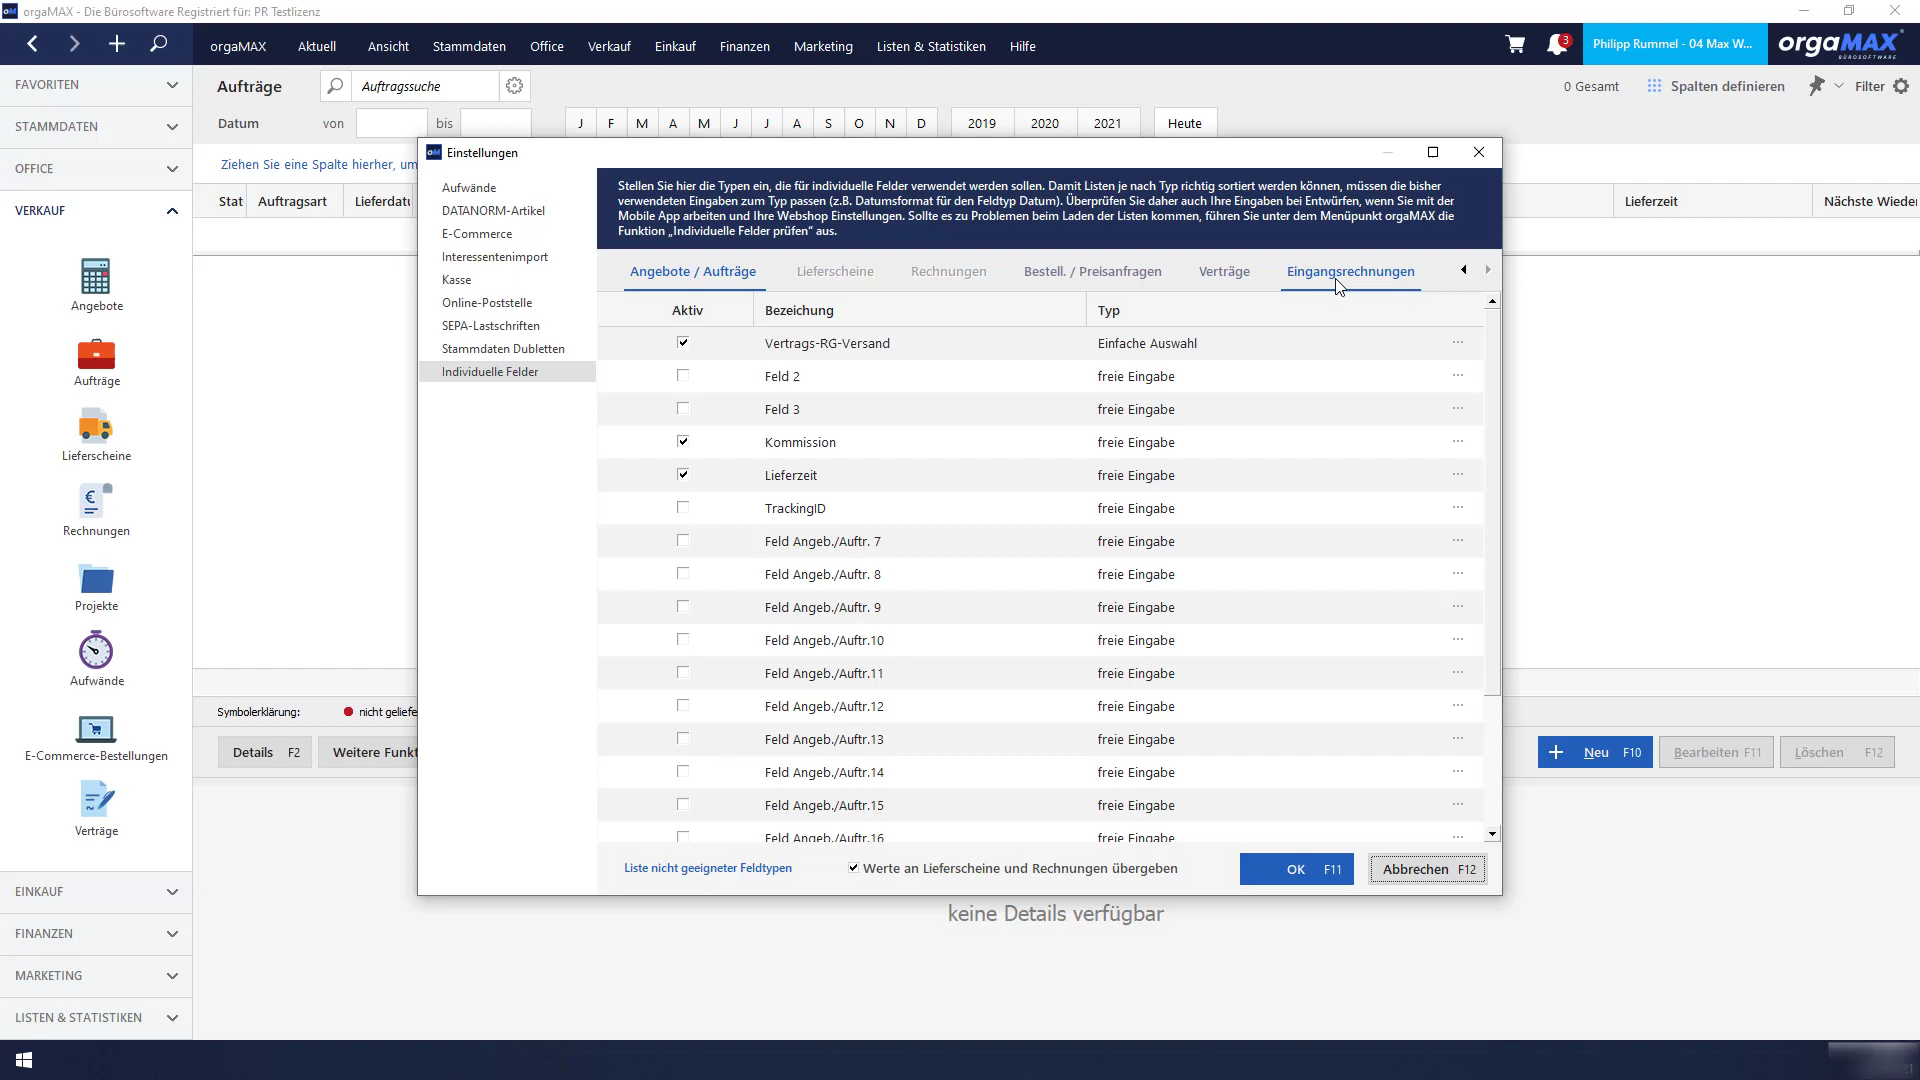 orgaMAX - Die Bürosoftware Registriert für: PR Testlizenz
orgaMAX Aktuell Ansicht Stammdaten Office Verkauf Einkauf Finanzen Marketing Listen & Statistiken Hilfe
3
Philipp Rummel - 04 Max W...
orgaMAX
BÜROSOFTWARE
FAVORITEN
STAMMDATEN
OFFICE
VERKAUF
Angebote
Aufträge
Lieferscheine
Rechnungen
Projekte
Aufwände
E-Commerce-Bestellungen
Verträge
EINKAUF
FINANZEN
MARKETING
LISTEN & STATISTIKEN
Aufträge
Auftragssuche
0 Gesamt
Spalten definieren
Filter
Datum von bis
J F M A M J J A S O N D 2019 2020 2021 Heute
Ziehen Sie eine Spalte hierher, um
Stat Auftragsart Lieferdatu Lieferzeit Nächste Wieder
Einstellungen
Aufwände
DATANORM-Artikel
E-Commerce
Interessentenimport
Kasse
Online-Poststelle
SEPA-Lastschriften
Stammdaten Dubletten
Individuelle Felder
Stellen Sie hier die Typen ein, die für individuelle Felder verwendet werden sollen. Damit Listen je nach Typ richtig sortiert werden können, müssen die bisher
verwendeten Eingaben zum Typ passen (z.B. Datumsformat für den Feldtyp Datum). Überprüfen Sie daher auch Ihre Eingaben bei Entwürfen, wenn Sie mit der
Mobile App arbeiten und Ihre Webshop Einstellungen. Sollte es zu Problemen beim Laden der Listen kommen, führen Sie unter dem Menüpunkt orgaMAX die
Funktion „Individuelle Felder prüfen“ aus.
Angebote / Aufträge Lieferscheine Rechnungen Bestell. / Preisanfragen Verträge Eingangsrechnungen
Aktiv Bezeichung Typ
Vertrags-RG-Versand Einfache Auswahl ...
Feld 2 freie Eingabe ...
Feld 3 freie Eingabe ...
Kommission freie Eingabe ...
Lieferzeit freie Eingabe ...
TrackingID freie Eingabe ...
Feld Angeb./Auftr. 7 freie Eingabe ...
Feld Angeb./Auftr. 8 freie Eingabe ...
Feld Angeb./Auftr. 9 freie Eingabe ...
Feld Angeb./Auftr.10 freie Eingabe ...
Feld Angeb./Auftr.11 freie Eingabe ...
Feld Angeb./Auftr.12 freie Eingabe ...
Feld Angeb./Auftr.13 freie Eingabe ...
Feld Angeb./Auftr.14 freie Eingabe ...
Feld Angeb./Auftr.15 freie Eingabe ...
Feld Angeb./Auftr.16 freie Eingabe ...
Liste nicht geeigneter Feldtypen
Werte an Lieferscheine und Rechnungen übergeben
OK F11
Abbrechen F12
Symbolerklärung: nicht geliefe
Details F2
Weitere Funkt
Neu F10
Bearbeiten F11
Löschen F12
keine Details verfügbar